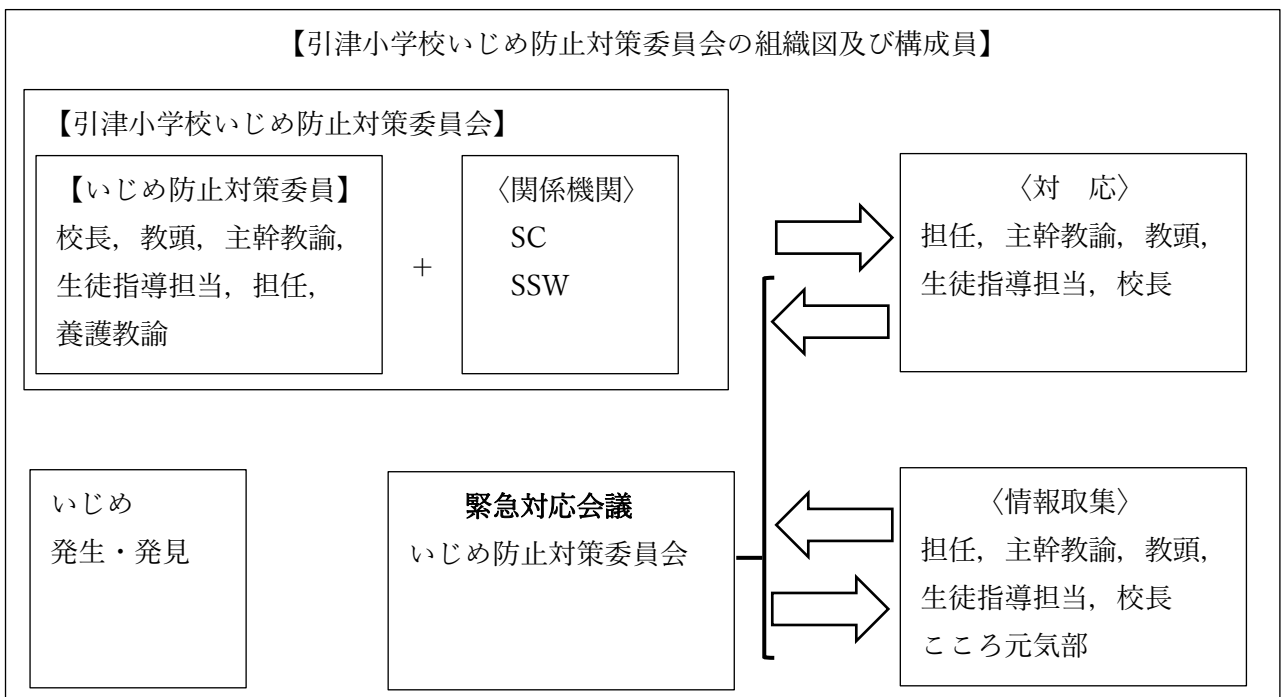 【引津小学校いじめ防止対策委員会の組織図及び構成員】
【引津小学校いじめ防止対策委員会】
【いじめ防止対策委員】
校長，教頭，主幹教諭，
生徒指導担当，担任，
養護教諭
＋
〈関係機関〉
SC
SSW
〈対　応〉
担任，主幹教諭，教頭，
生徒指導担当，校長
いじめ
発生・発見
緊急対応会議
いじめ防止対策委員会
〈情報取集〉
担任，主幹教諭，教頭，
生徒指導担当，校長
こころ元気部